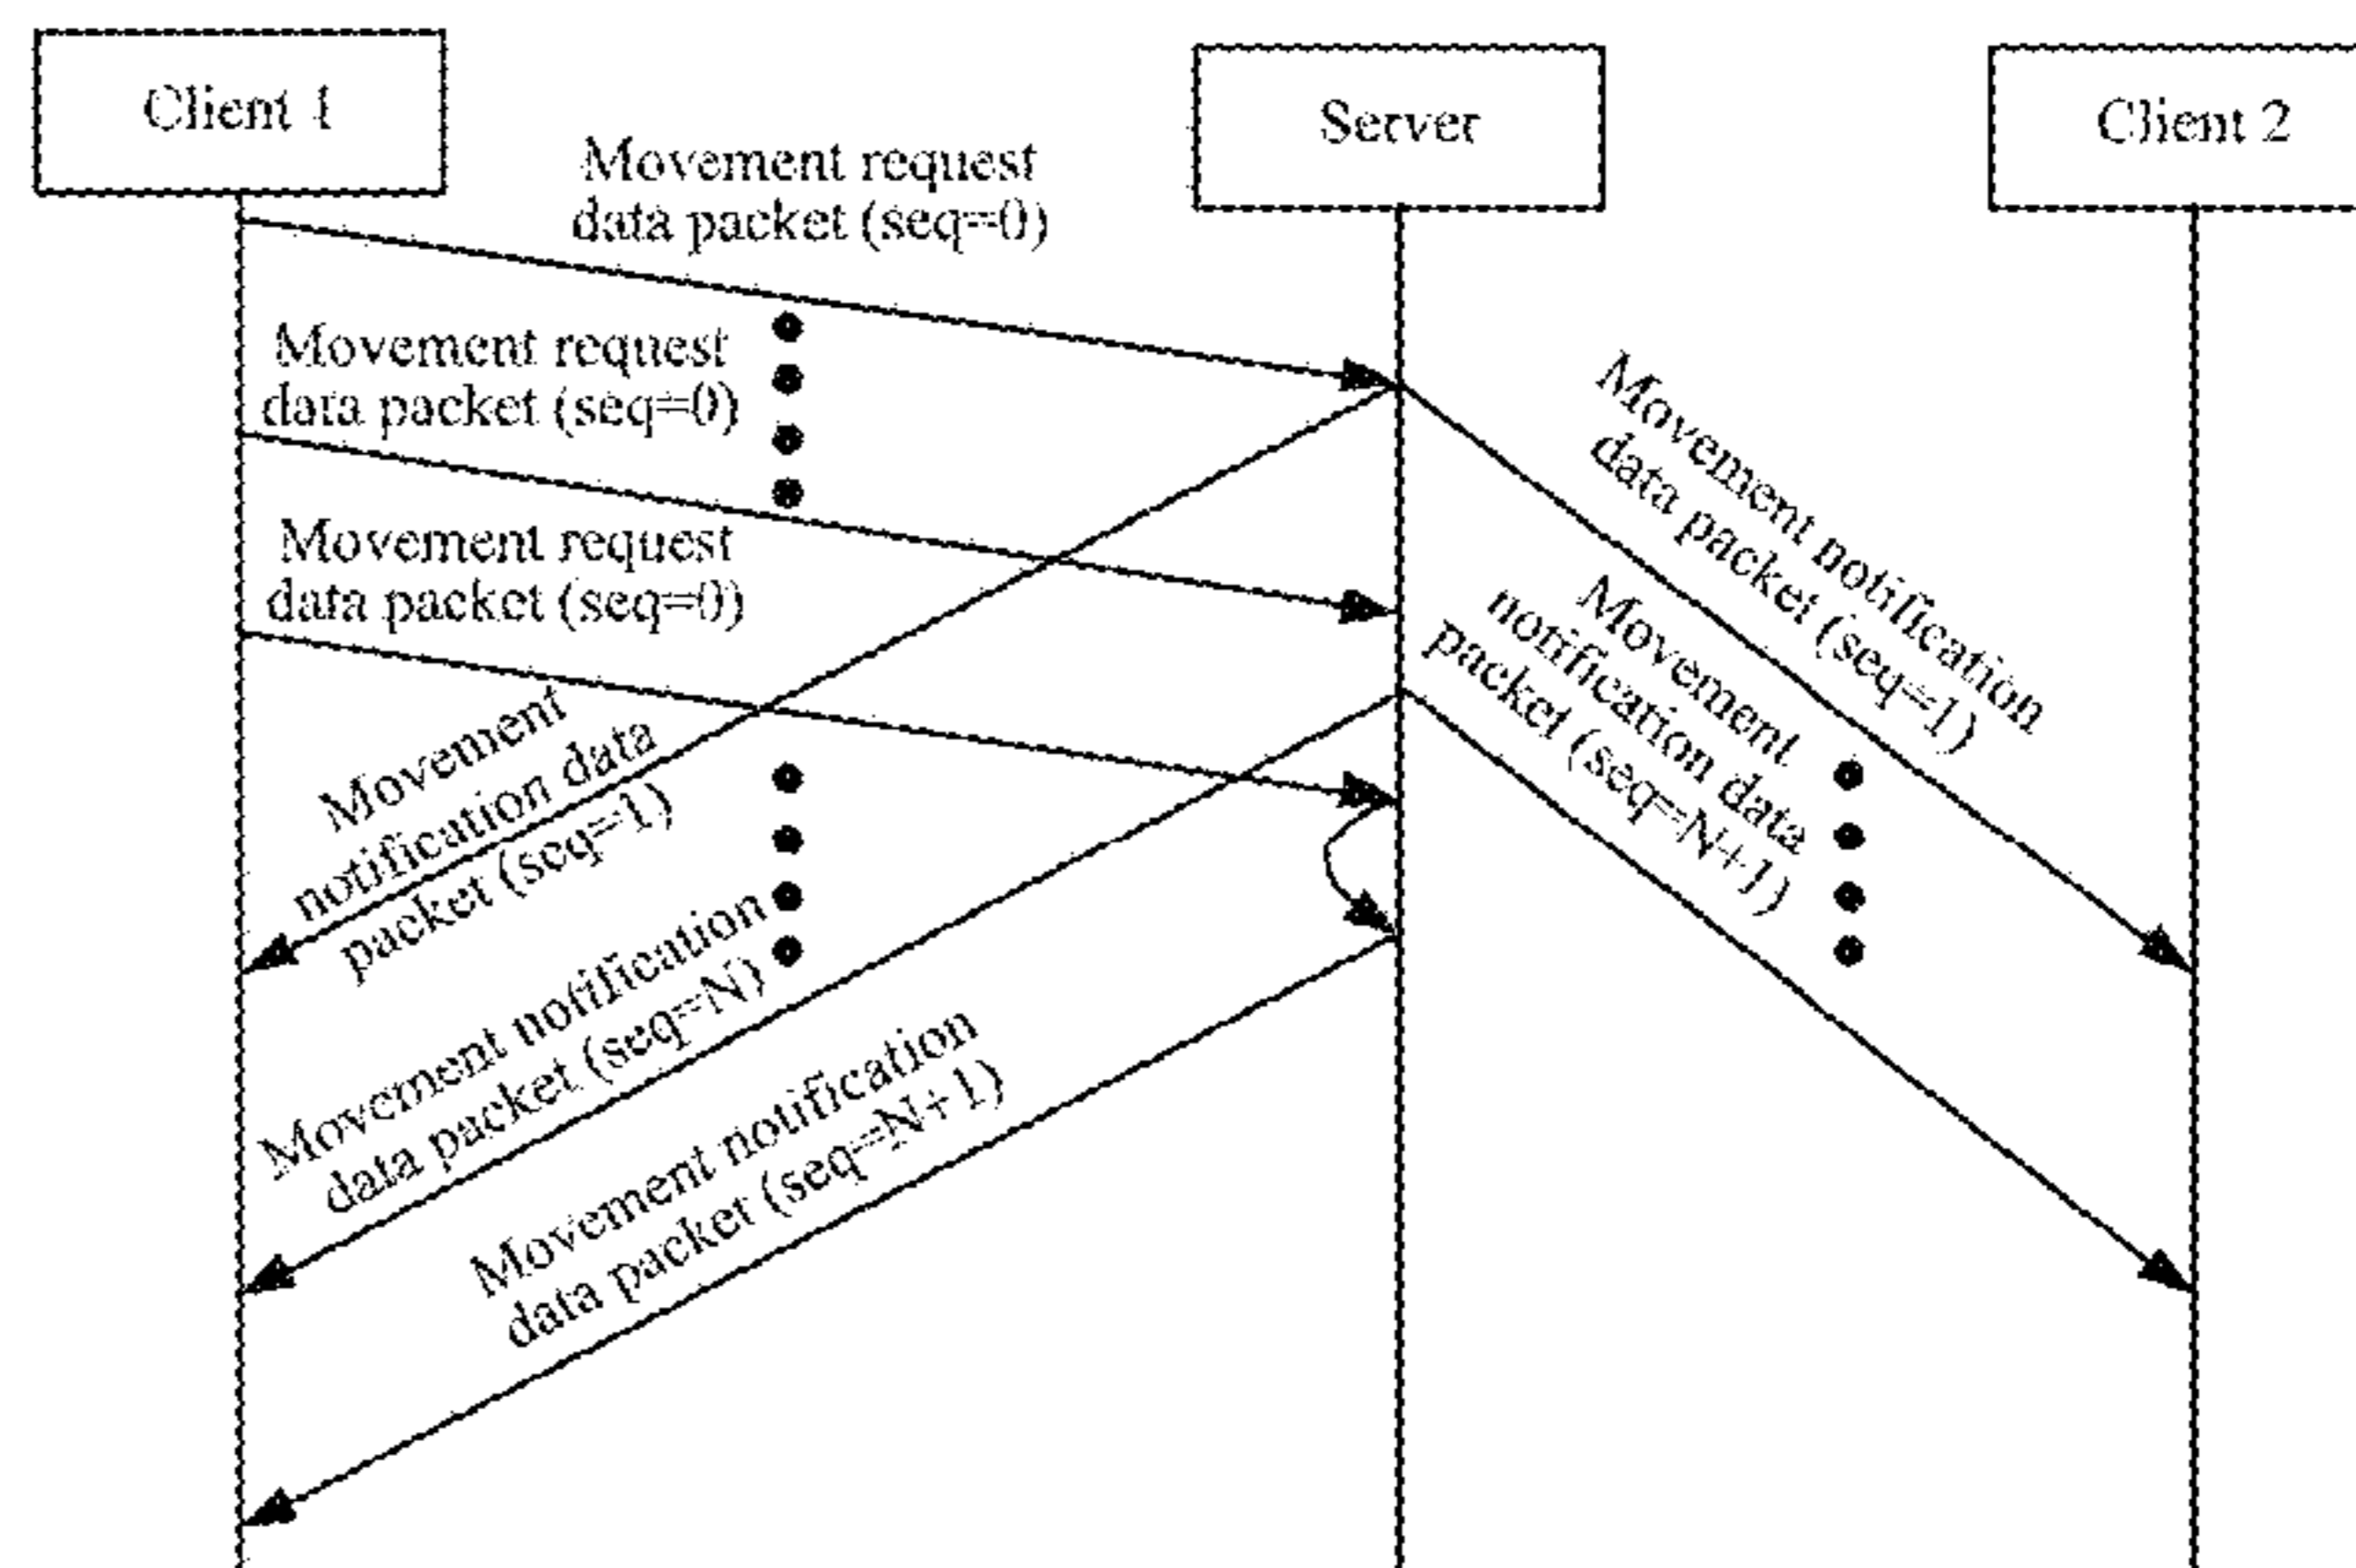 Client 1
Server
Client 2
Movement request
data packet (seq=0)
Movement request
data packet (seq=0)
Movement request
data packet (seq=0)
Movement notification
data packet (seq=1)
Movement
notification data
packet (seq=N+1)
Movement
notification data
packet (seq=1)
Movement notification
data packet (seq=N)
Movement notification
data packet (seq=N+1)